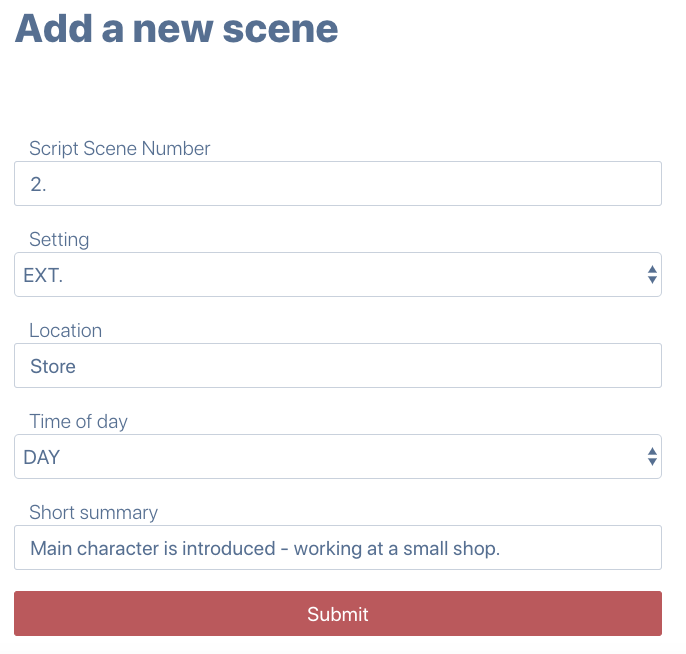 Add a new scene
Script Scene Number
2.
Setting
EXT.
Location
Store
Time of day
DAY
Short summary
Main character is introduced - working at a small shop.
Submit